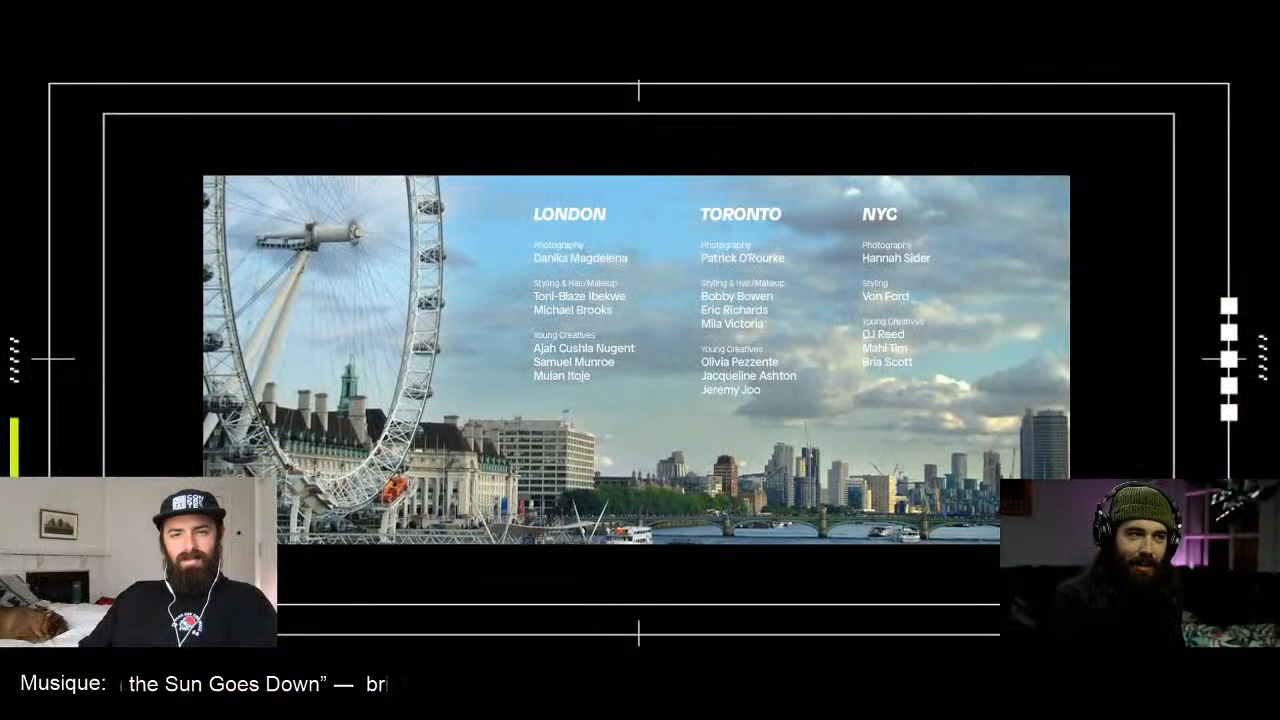 LONDON
Photography
Danika Magdelena
Styling & Hair/Makeup
Toni-Blaze Ibekwe
Michael Brooks
Young Creatives
Ajah Cushla Nugent
Samuel Munroe
Mulan Itoje
TORONTO
Photography
Patrick O'Rourke
Styling & Hair/Makeup
Bobby Bowen
Eric Richards
Mila Victoria
Young Creatives
Olivia Pezzente
Jacqueline Ashton
Jeremy Joo
NYC
Photography
Hannah Sider
Styling
Von Ford
Young Creatives
OJ Reed
Mahi Tim
Bria Scott
Musique: the Sun Goes Down” — bri